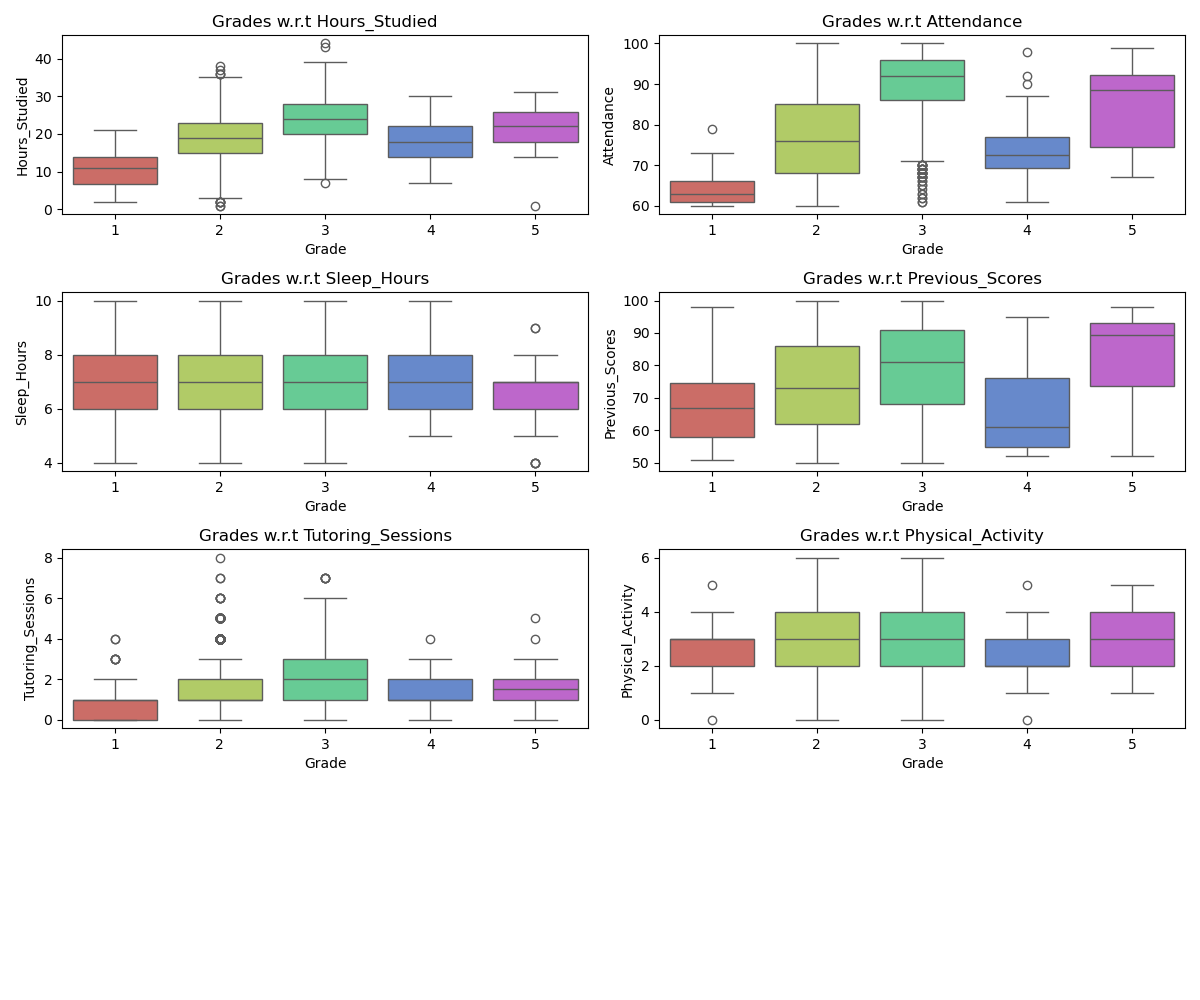 Grades w.r.t Hours_Studied
Hours_Studied
40
30
20
10
0
1 2 3 4 5
Grade
Grades w.r.t Attendance
Attendance
100
90
80
70
60
1 2 3 4 5
Grade
Grades w.r.t Sleep_Hours
Sleep_Hours
10
8
6
4
1 2 3 4 5
Grade
Grades w.r.t Previous_Scores
Previous_Scores
100
90
80
70
60
50
1 2 3 4 5
Grade
Grades w.r.t Tutoring_Sessions
Tutoring_Sessions
8
6
4
2
0
1 2 3 4 5
Grade
Grades w.r.t Physical_Activity
Physical_Activity
6
4
2
0
1 2 3 4 5
Grade